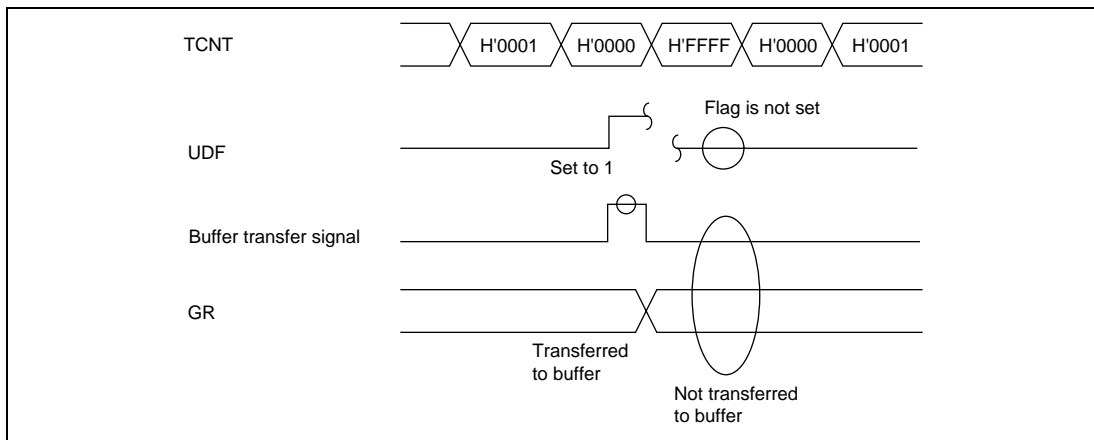 TCNT
H'0001 H'0000 H'FFFF H'0000 H'0001
Flag is not set
UDF
Set to 1
Buffer transfer signal
GR
Transferred
to buffer
Not transferred
to buffer